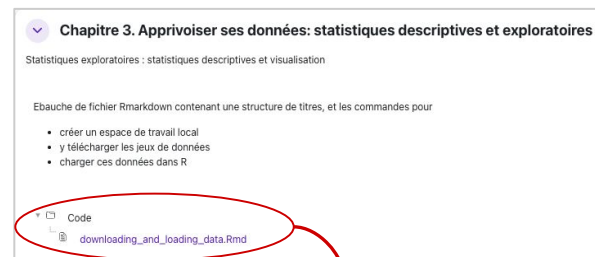 Chapitre 3. Apprivoiser ses données: statistiques descriptives et exploratoires
Statistiques exploratoires : statistiques descriptives et visualisation
Ebauche de fichier Rmarkdown contenant une structure de titres, et les commandes pour
• créer un espace de travail local
• y télécharger les jeux de données
• charger ces données dans R
Code
downloading_and_loading_data.Rmd